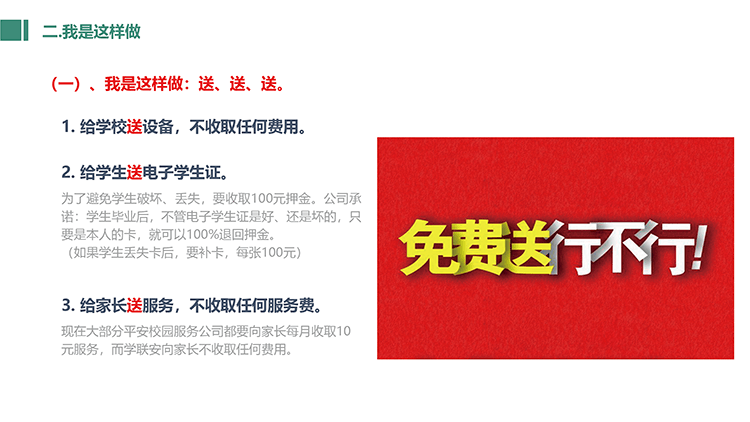 二.我是这样做
（一）、我是这样做：送、送、送。
1. 给学校送设备，不收取任何费用。
2. 给学生送电子学生证。
为了避免学生破坏、丢失，要收取100元押金。公司承
诺：学生毕业后，不管电子学生证是好、还是坏的，只
要是本人的卡，就可以100%退回押金。
（如果学生丢失卡后，要补卡，每张100元）
3. 给家长送服务，不收取任何服务费。
现在大部分平安校园服务公司都要向家长每月收取10
元服务，而学联安向家长不收取任何费用。
免费送行不行!